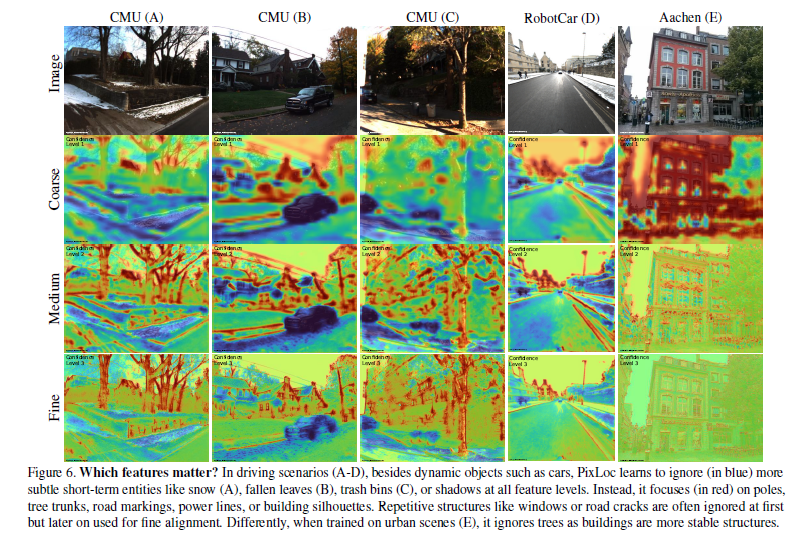 CMU (A) CMU (B) CMU (C) RobotCar (D) Aachen (E)
Image
Coarse
Confidence Confidence Confidence Confidence Confidence
Level 1 Level 1 Level 1 Level 1 Level 1
Medium
Confidence Confidence Confidence Confidence Confidence
Level 2 Level 2 Level 2 Level 2 Level 2
Fine
Confidence Confidence Confidence Confidence Confidence
Level 3 Level 3 Level 3 Level 3 Level 3
Figure 6. Which features matter? In driving scenarios (A-D), besides dynamic objects such as cars, PixLoc learns to ignore (in blue) more
subtle short-term entities like snow (A), fallen leaves (B), trash bins (C), or shadows at all feature levels. Instead, it focuses (in red) on poles,
tree trunks, road markings, power lines, or building silhouettes. Repetitive structures like windows or road cracks are often ignored at first
but later on used for fine alignment. Differently, when trained on urban scenes (E), it ignores trees as buildings are more stable structures.